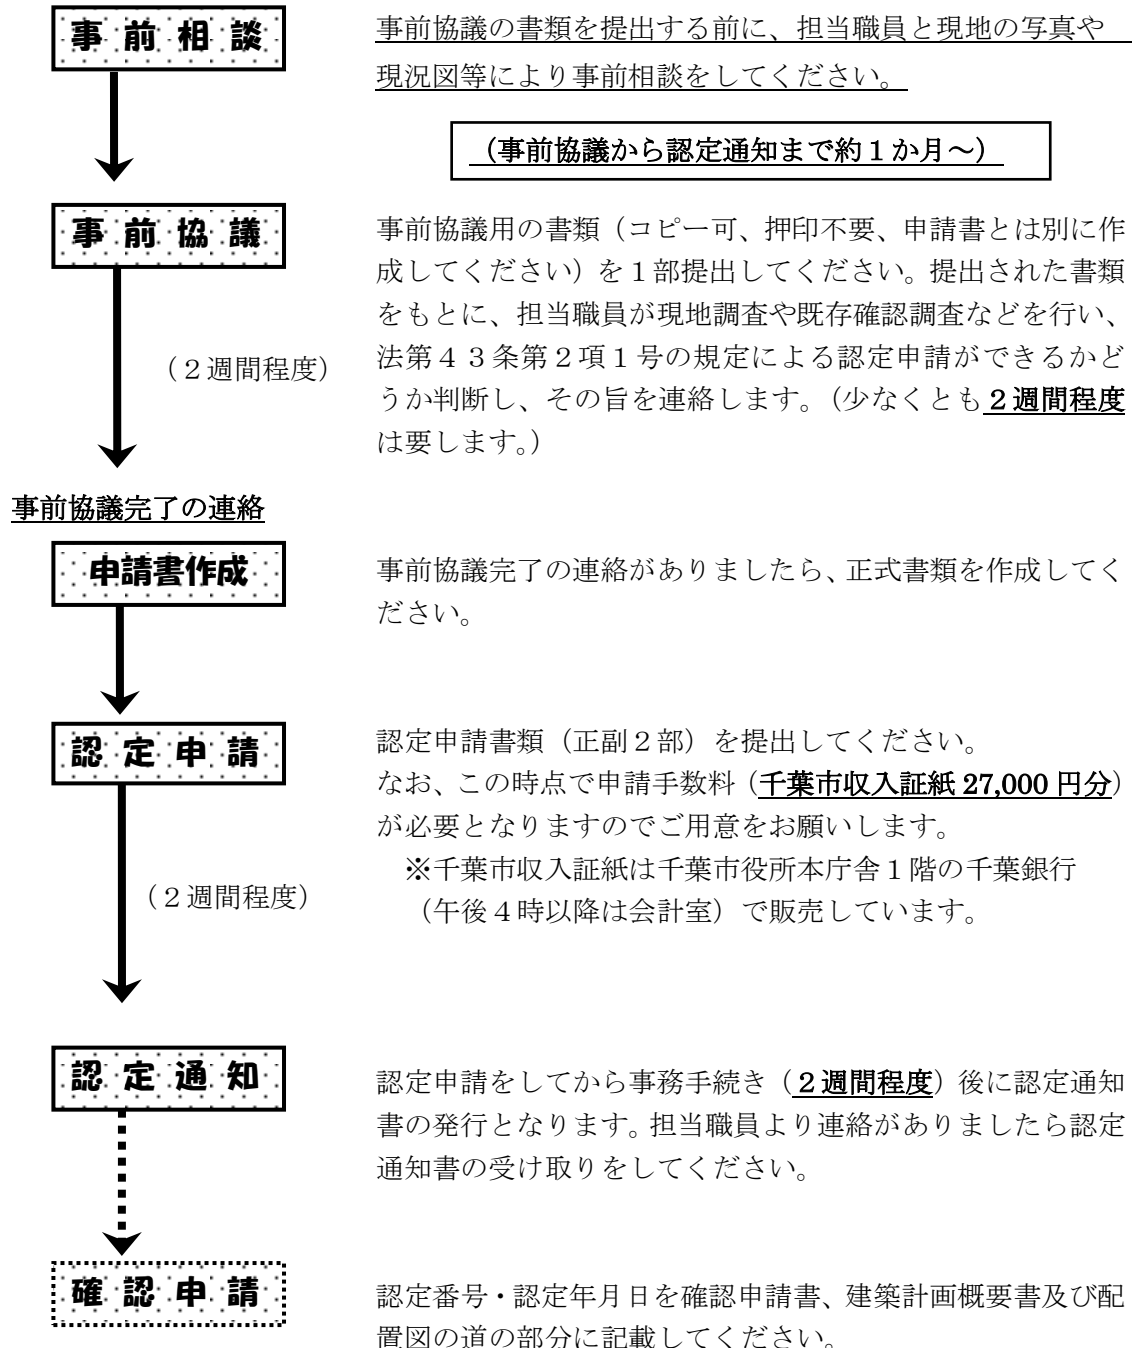 事前相談
事前協議の書類を提出する前に、担当職員と現地の写真や
現況図等により事前相談をしてください。
（事前協議から認定通知まで約１か月～）
事前協議
事前協議用の書類（コピー可、押印不要、申請書とは別に作
成してください）を１部提出してください。提出された書類
をもとに、担当職員が現地調査や既存確認調査などを行い、
法第４３条第２項１号の規定による認定申請ができるかど
うか判断し、その旨を連絡します。（少なくとも２週間程度
は要します。）
（２週間程度）
事前協議完了の連絡
申請書作成
事前協議完了の連絡がありましたら、正式書類を作成してく
ださい。
認定申請
認定申請書類（正副２部）を提出してください。
なお、この時点で申請手数料（千葉市収入証紙 27,000 円分）
が必要となりますのでご用意をお願いします。
※千葉市収入証紙は千葉市役所本庁舎１階の千葉銀行
（午後４時以降は会計室）で販売しています。
（２週間程度）
認定通知
認定申請をしてから事務手続き（２週間程度）後に認定通知
書の発行となります。担当職員より連絡がありましたら認定
通知書の受け取りをしてください。
確認申請
認定番号・認定年月日を確認申請書、建築計画概要書及び配
置図の道の部分に記載してください。